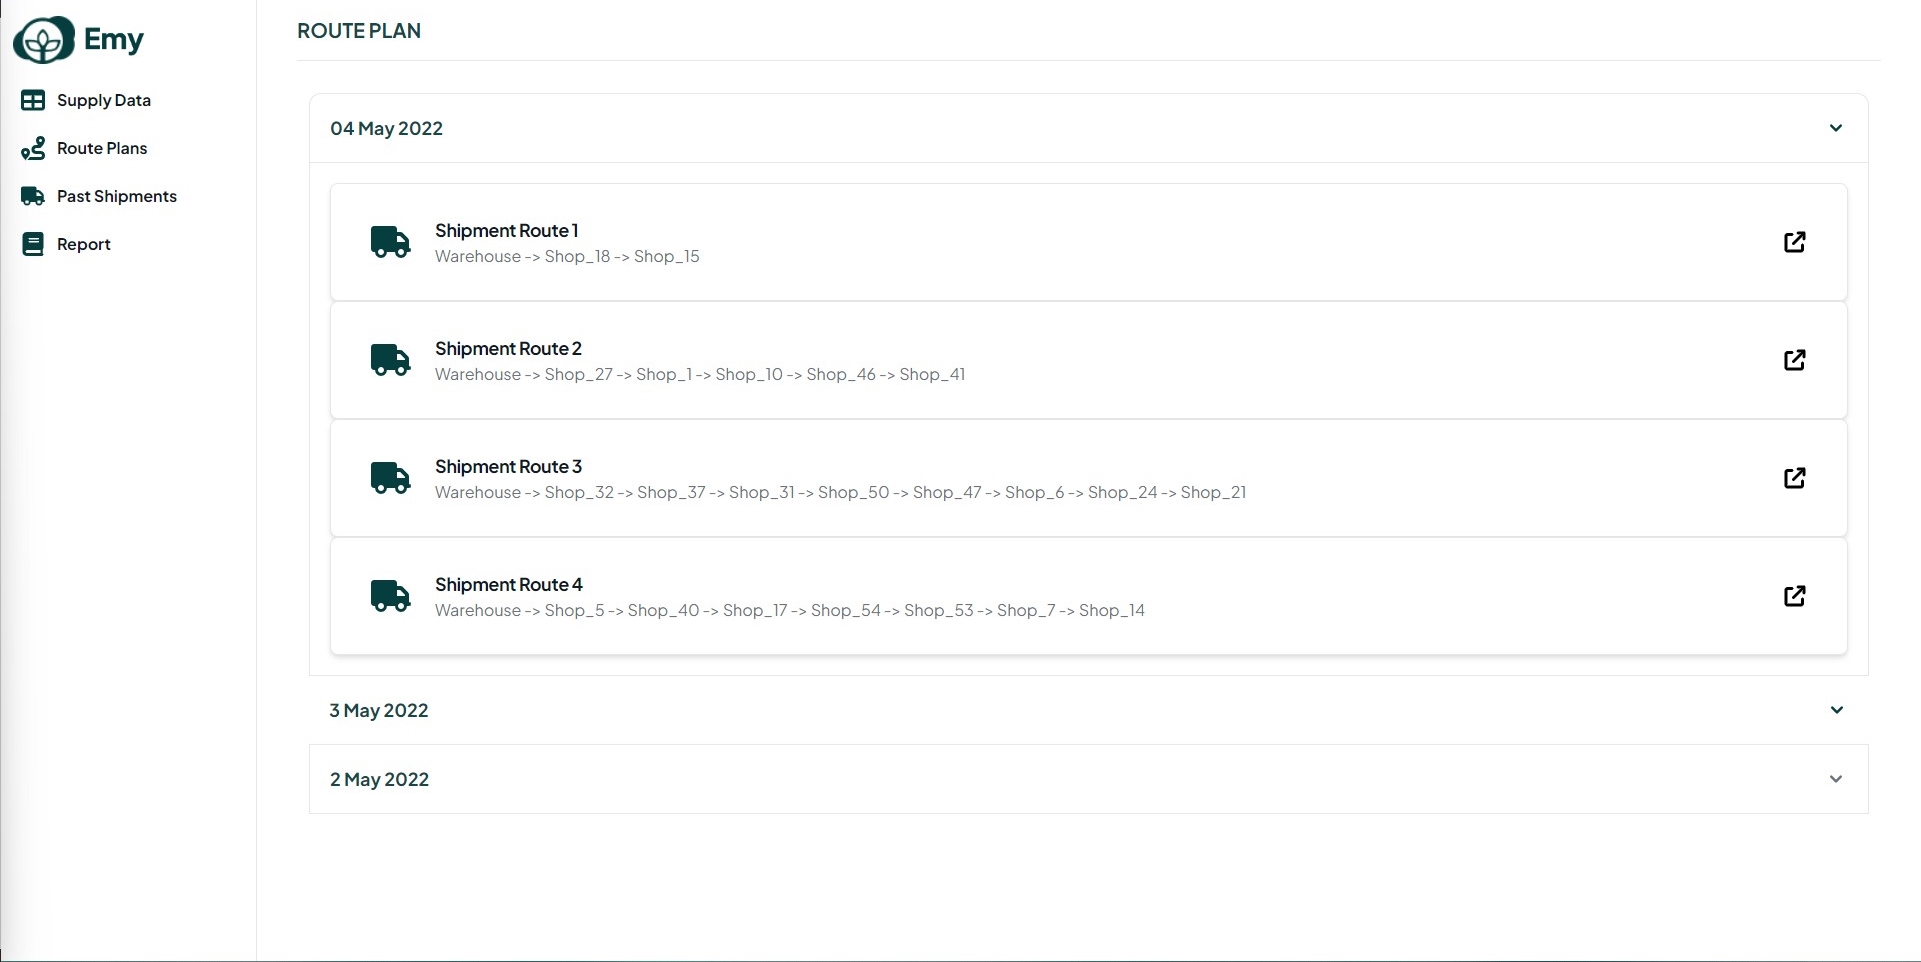 Emy
Supply Data
Route Plans
Past Shipments
Report
ROUTE PLAN
04 May 2022
Shipment Route 1
Warehouse -> Shop_18 -> Shop_15
Shipment Route 2
Warehouse -> Shop_27 -> Shop_1 -> Shop_10 -> Shop_46 -> Shop_41
Shipment Route 3
Warehouse -> Shop_32 -> Shop_37 -> Shop_31 -> Shop_50 -> Shop_47 -> Shop_6 -> Shop_24 -> Shop_21
Shipment Route 4
Warehouse -> Shop_5 -> Shop_40 -> Shop_17 -> Shop_54 -> Shop_53 -> Shop_7 -> Shop_14
3 May 2022
2 May 2022